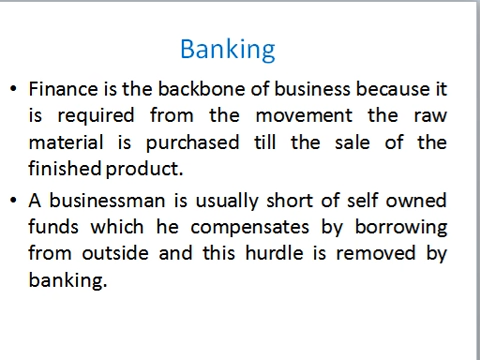 Banking
• Finance is the backbone of business because it
is required from the movement the raw
material is purchased till the sale of the
finished product.
• A businessman is usually short of self owned
funds which he compensates by borrowing
from outside and this hurdle is removed by
banking.